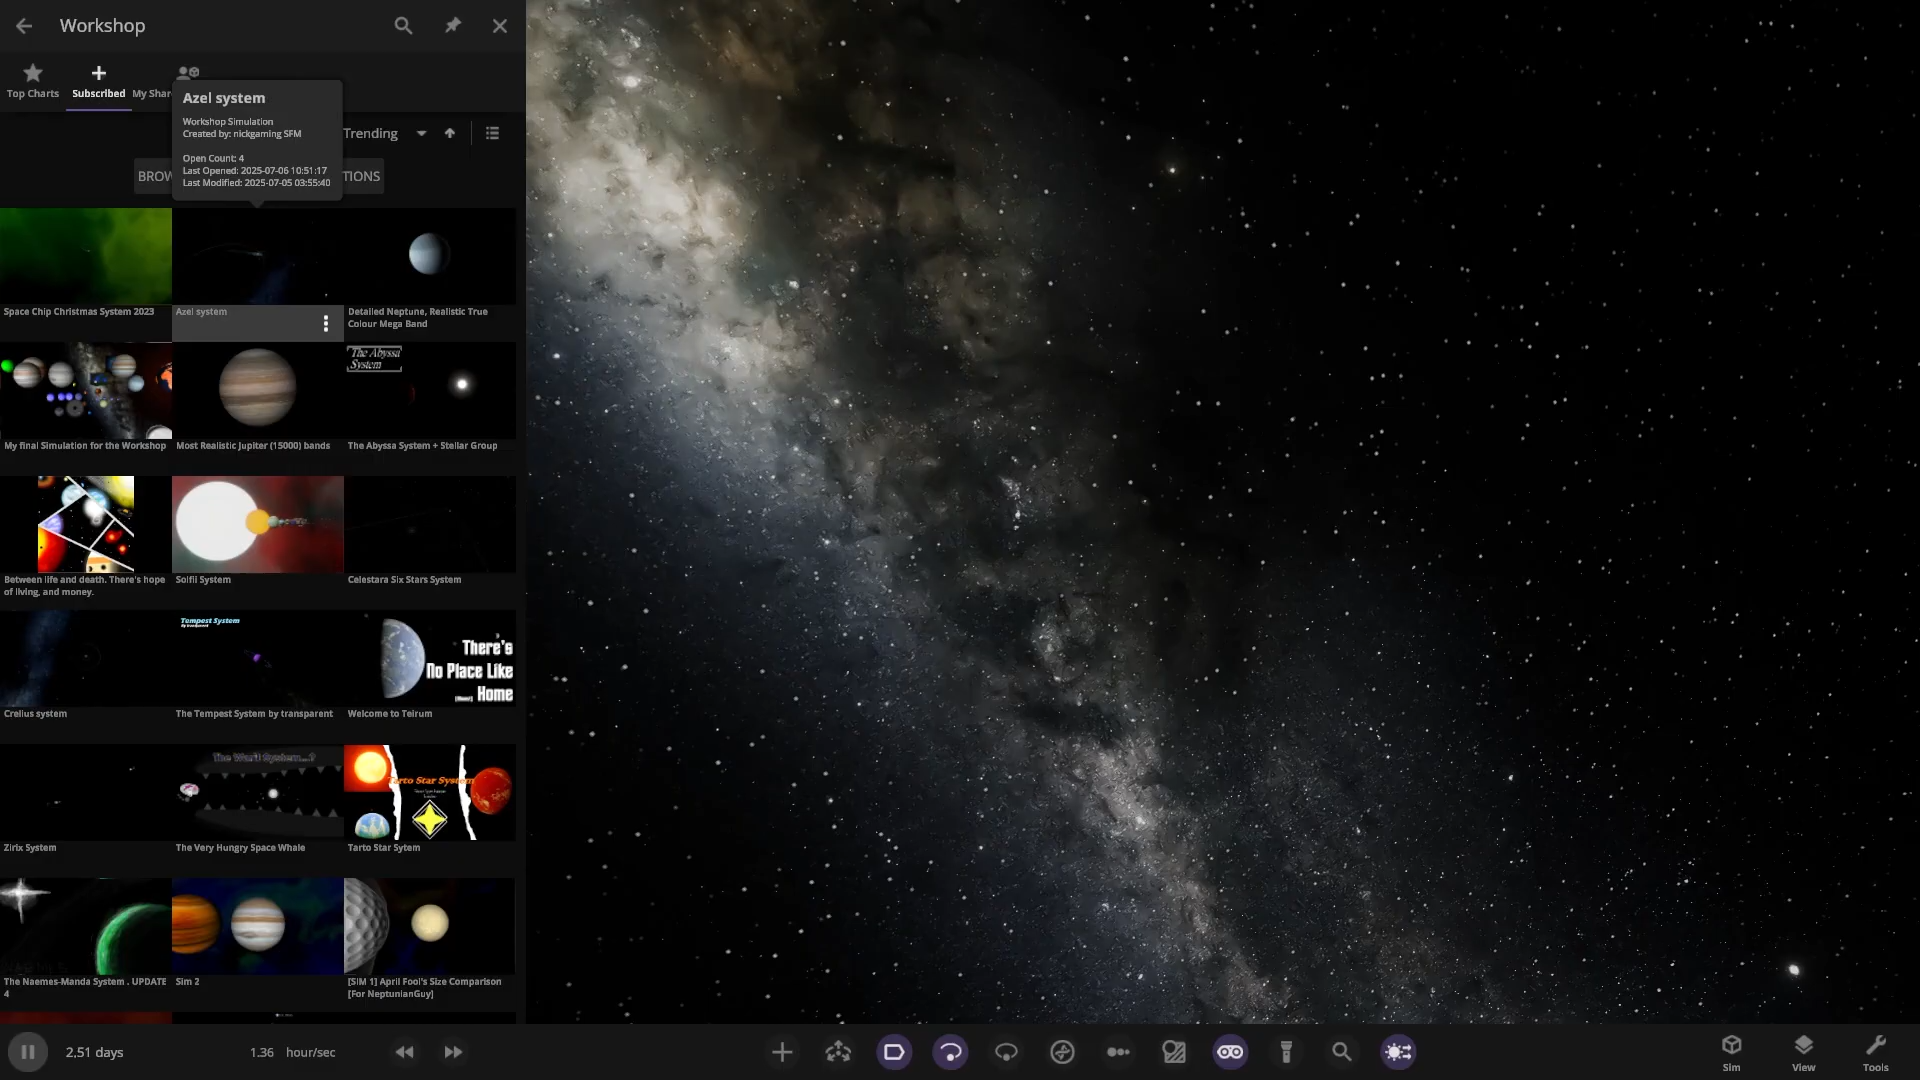 Workshop
Top Charts
Subscribed
My Shar
Azel system
Workshop Simulation
Created by: nickgaming SFM
Open Count: 4
Last Opened: 2025-07-06 10:51:17
Last Modified: 2025-07-05 03:55:40
Trending
BROW
TIONS
Space Chip Christmas System 2023
Azel system
Detailed Neptune, Realistic True
Colour Mega Band
The Abyssa
System
My final Simulation for the Workshop
Most Realistic Jupiter (15000) bands
The Abyssa System + Stellar Group
Between life and death. There's hope
of living, and money.
Solfil System
Celestara Six Stars System
Tempest System
By transparent
There's
No Place Like
Home
Crelius system
The Tempest System by transparent
Welcome to Teirum
Tarto Star System
Zirix System
The Very Hungry Space Whale
Tarto Star Sytem
The Naemes-Manda System . UPDATE
4
Sim 2
[SIM 1] April Fool's Size Comparison
[For NeptunianGuy]
2.51 days
1.36 hour/sec
Sim
View
Tools